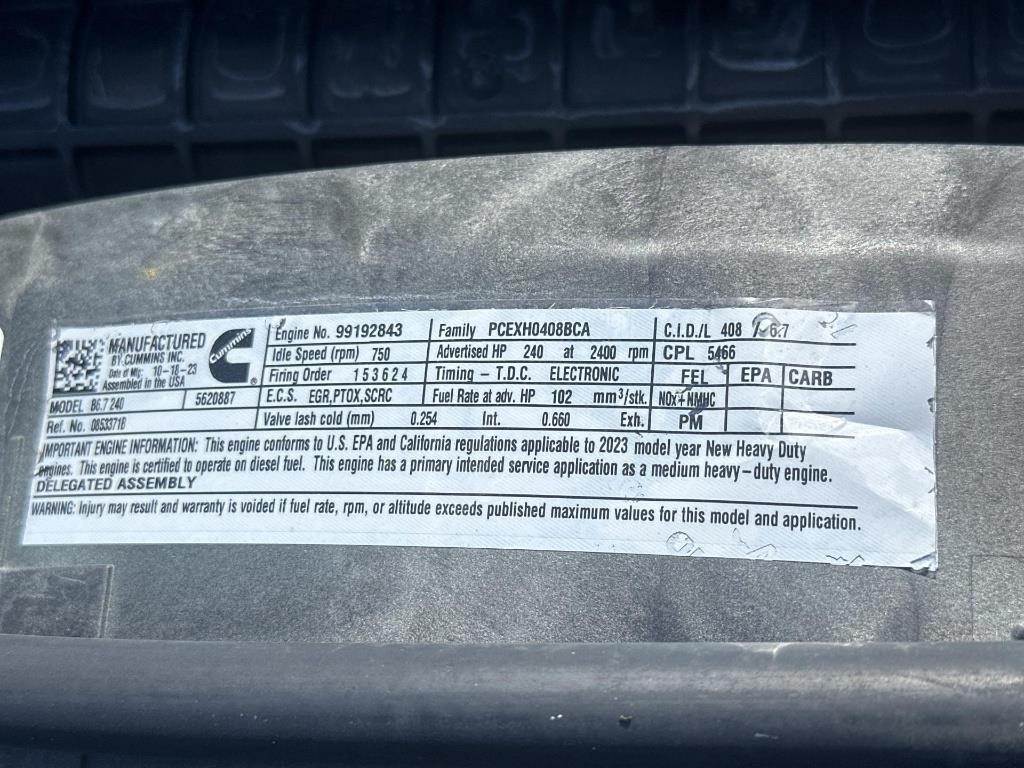 MANUFACTURED
BY CUMMINS INC.
Date of Mfg: 10-18-23
Assembled in the USA
Cummins ®
MODEL B6.7 240 5620887
Ref. No. 0853371B
Engine No. 99192843
Idle Speed (rpm) 750
Firing Order 1 5 3 6 2 4
E.C.S. EGR,PTOX,SCRC
Valve lash cold (mm) 0.254 Int. 0.660 Exh.
Family PCEXH0408BCA
Advertised HP 240 at 2400 rpm
Timing – T.D.C. ELECTRONIC
Fuel Rate at adv. HP 102 mm³/stk.
C.I.D./L 408 / 6.7
CPL 5466
FEL EPA CARB
NOx+NMHC
PM
IMPORTANT ENGINE INFORMATION: This engine conforms to U.S. EPA and California regulations applicable to 2023 model year New Heavy Duty
engines. This engine is certified to operate on diesel fuel. This engine has a primary intended service application as a medium heavy–duty engine.
DELEGATED ASSEMBLY
WARNING: Injury may result and warranty is voided if fuel rate, rpm, or altitude exceeds published maximum values for this model and application.